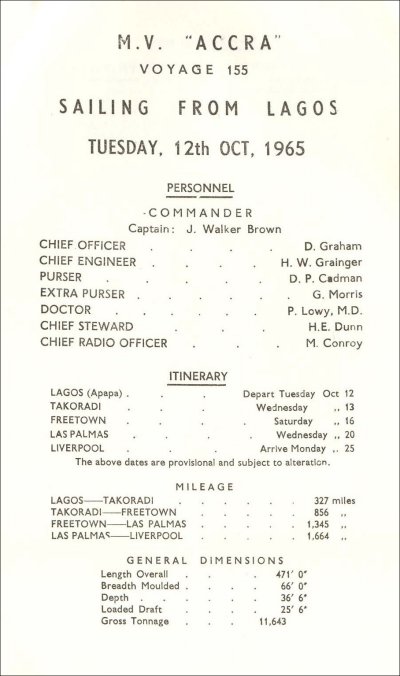 M.V. "ACCRA"
VOYAGE 155
SAILING FROM LAGOS
TUESDAY, 12th OCT, 1965
PERSONNEL
-COMMANDER
Captain: J. Walker Brown
CHIEF OFFICER . . . . D. Graham
CHIEF ENGINEER . . . . H. W. Grainger
PURSER . . . . . D. P. Cadman
EXTRA PURSER . . . . . G. Morris
DOCTOR . . . . . P. Lowy, M.D.
CHIEF STEWARD . . . H.E. Dunn
CHIEF RADIO OFFICER . . . M. Conroy
ITINERARY
LAGOS (Apapa) . . . Depart Tuesday Oct 12
TAKORADI . . . Wednesday ,, 13
FREETOWN . . . . Saturday ,, 16
LAS PALMAS . . . . Wednesday ,, 20
LIVERPOOL . . . Arrive Monday ,, 25
The above dates are provisional and subject to alteration.
MILEAGE
LAGOS——TAKORADI . . . . . . 327 miles
TAKORADI——FREETOWN . . . . . 856 ,,
FREETOWN——LAS PALMAS . . . . . 1,345 ,,
LAS PALMAS——LIVERPOOL . . . . . 1,664 ,,
GENERAL DIMENSIONS
Length Overall . . . . 471' 0"
Breadth Moulded . . . . 66' 0"
Depth . . . . . . 36' 6"
Loaded Draft . . . . 25' 6"
Gross Tonnage . . . 11,643